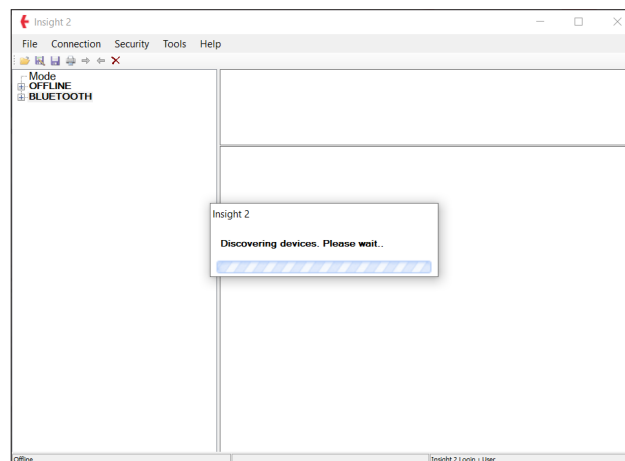 Insight 2
File Connection Security Tools Help
Mode
OFFLINE
BLUETOOTH
Insight 2
Discovering devices. Please wait..
Offline Insight 2 Login : User